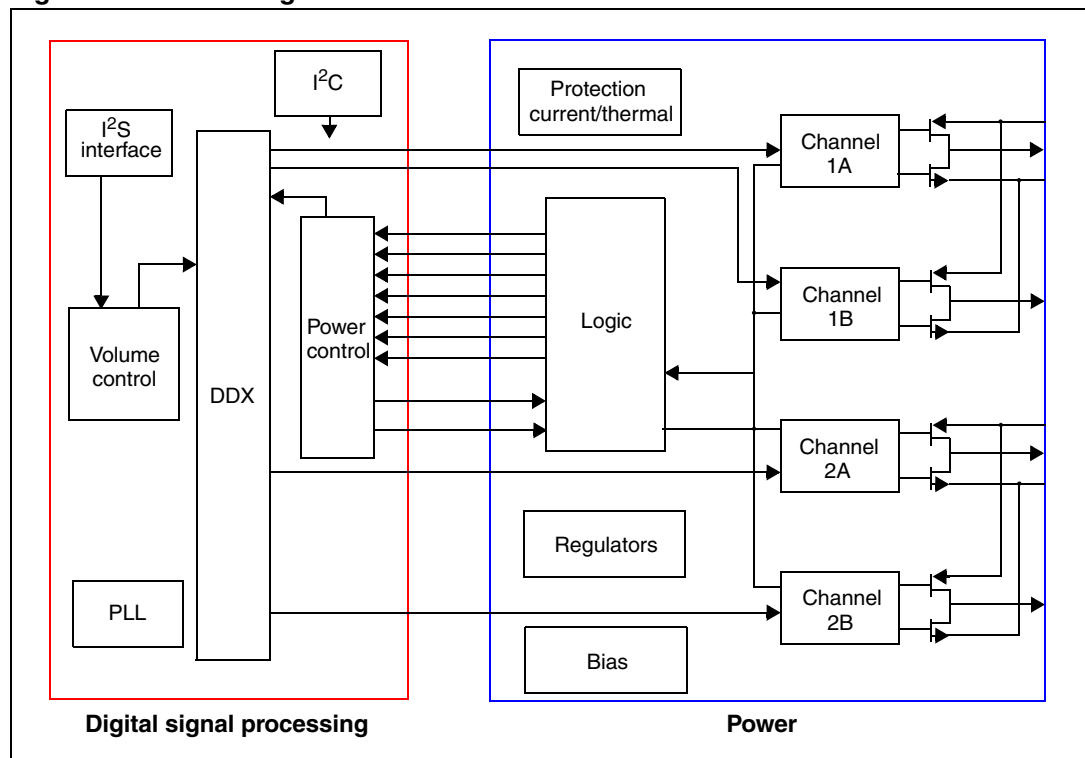 I²C
I²S
interface
Volume
control
DDX
Power
control
PLL
Digital signal processing
Protection
current/thermal
Logic
Regulators
Bias
Channel
1A
Channel
1B
Channel
2A
Channel
2B
Power